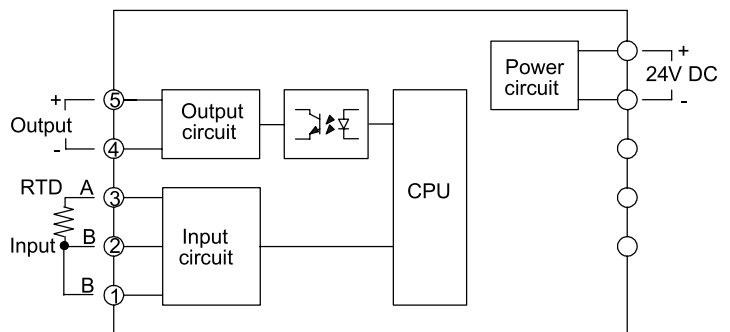 Power
circuit
+
24V DC
-
+
Output
-
5
4
Output
circuit
CPU
RTD A
3
Input B
2
B
1
Input
circuit